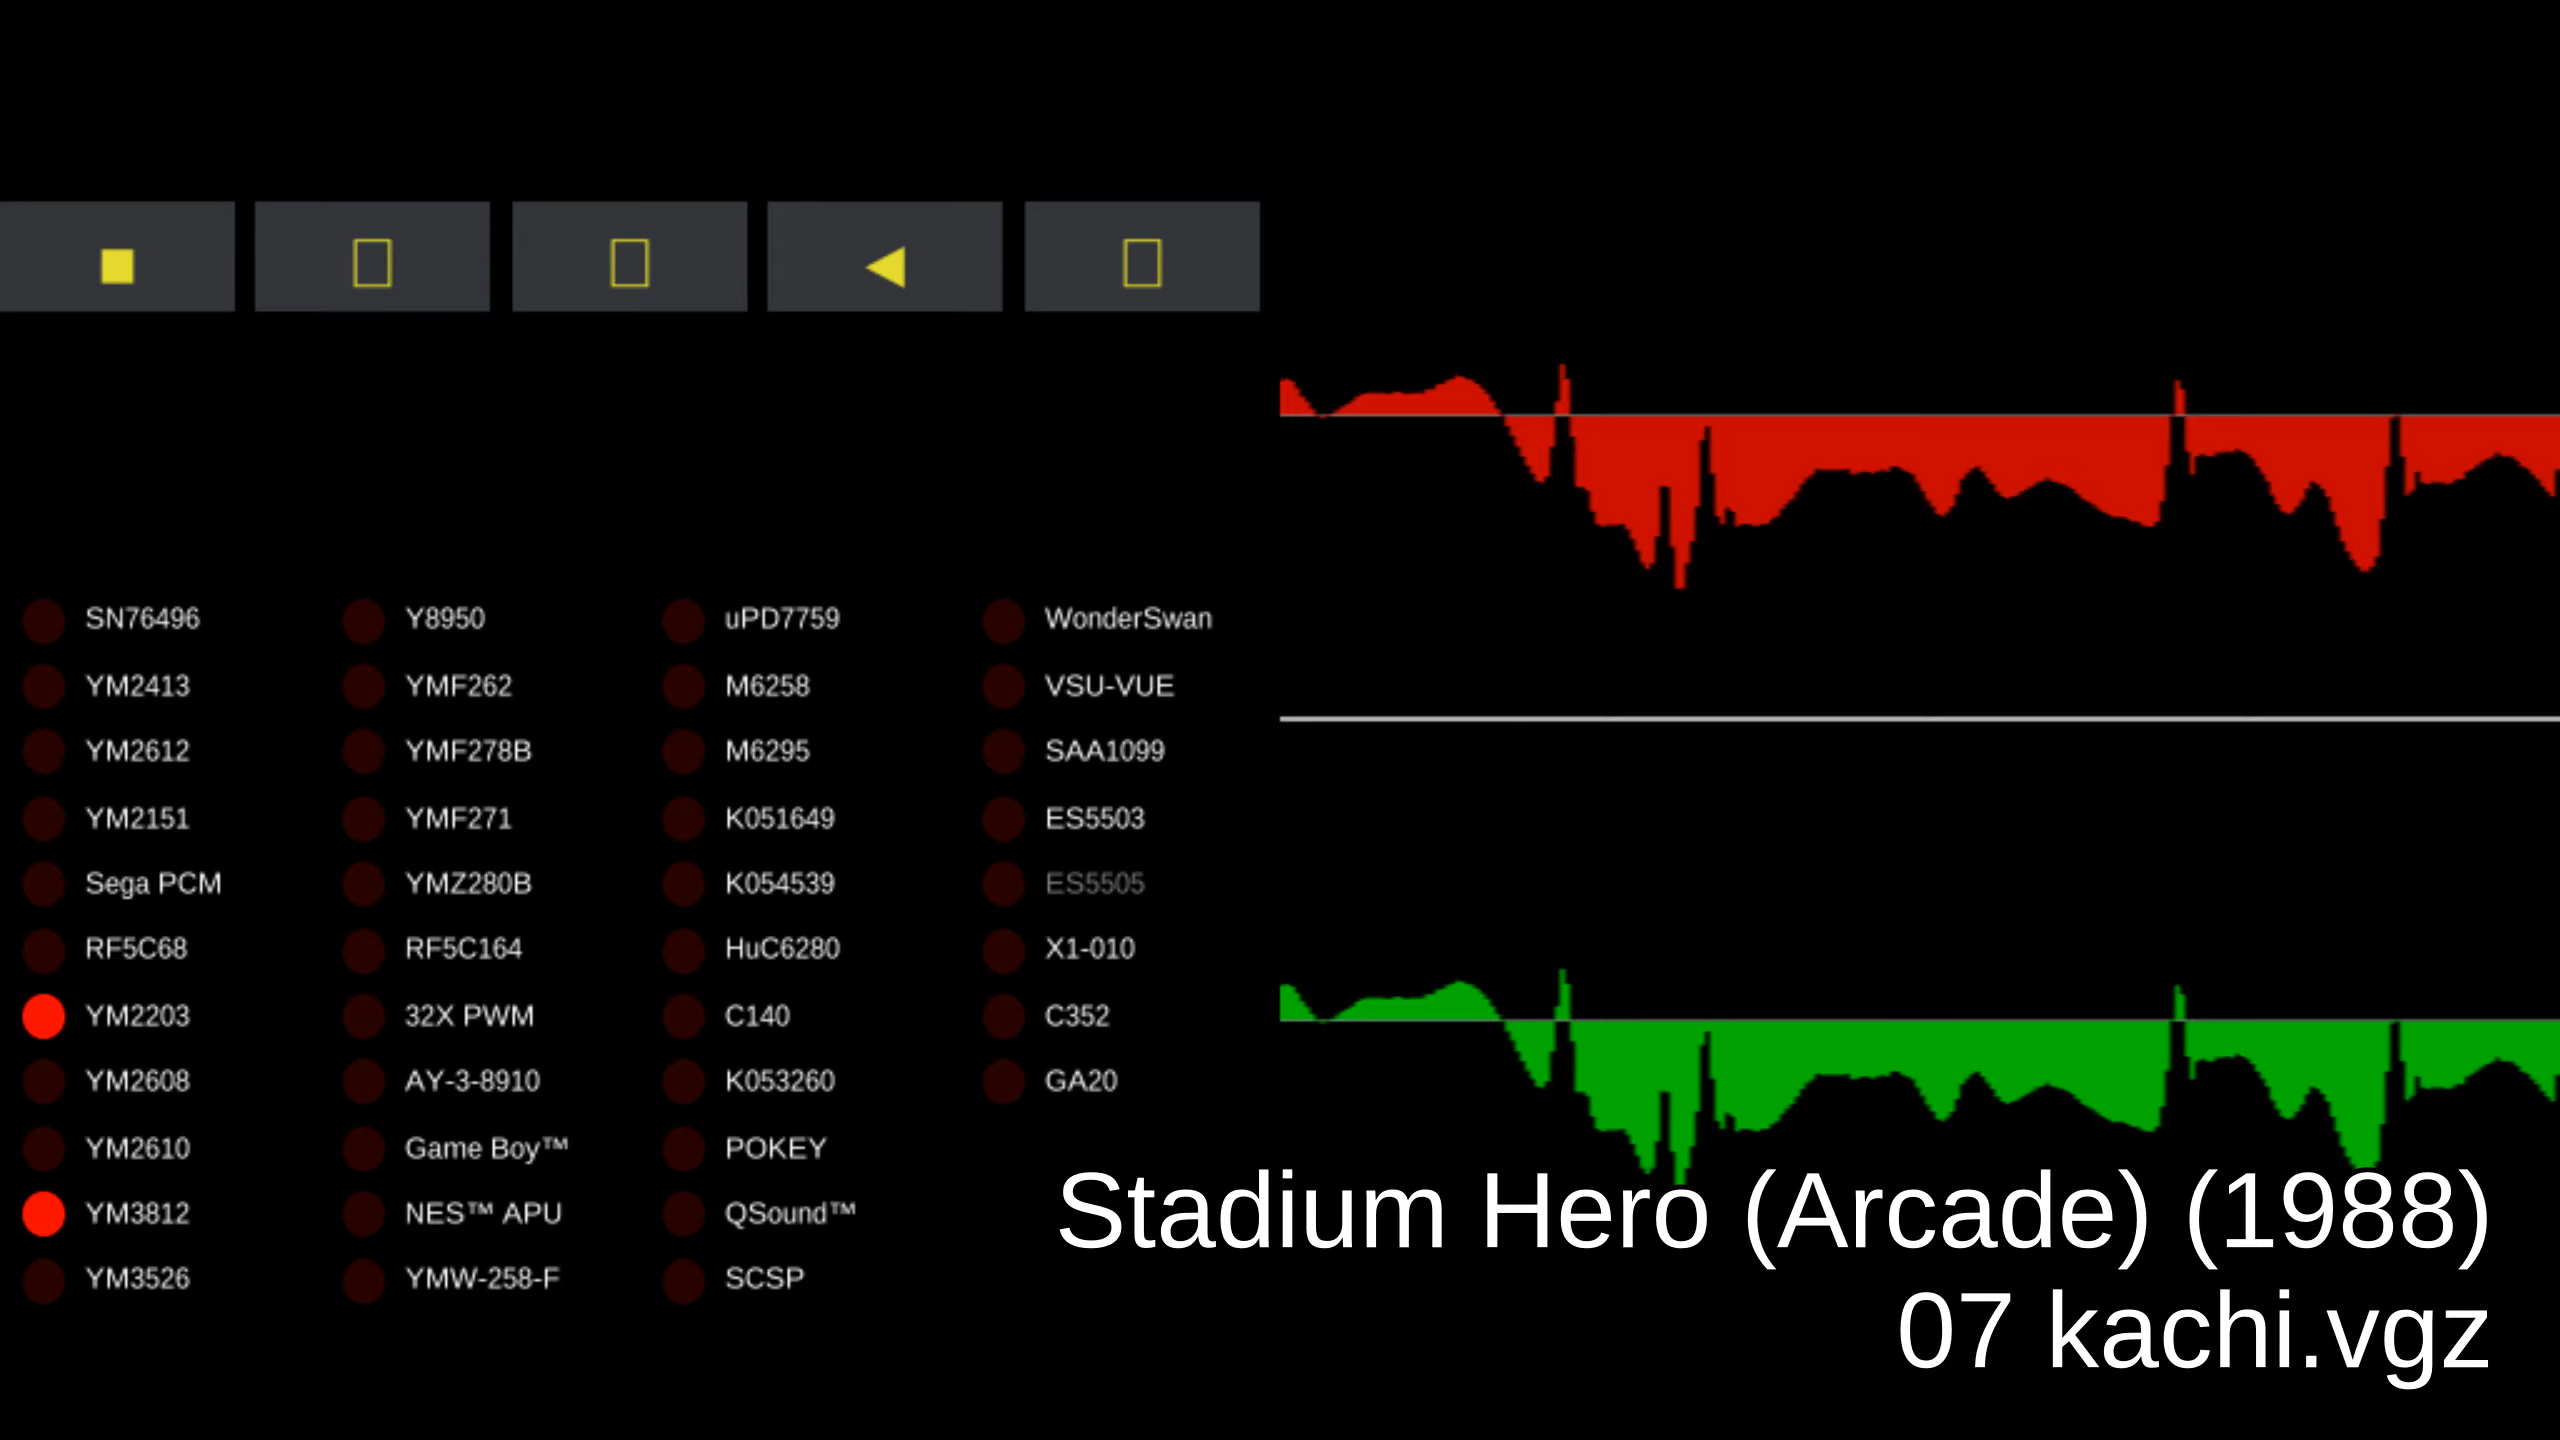 SN76496
YM2413
YM2612
YM2151
Sega PCM
RF5C68
YM2203
YM2608
YM2610
YM3812
YM3526
Y8950
YMF262
YMF278B
YMF271
YMZ280B
RF5C164
32X PWM
AY-3-8910
Game Boy™
NES™ APU
YMW-258-F
uPD7759
M6258
M6295
K051649
K054539
HuC6280
C140
K053260
POKEY
QSound™
SCSP
WonderSwan
VSU-VUE
SAA1099
ES5503
ES5505
X1-010
C352
GA20
Stadium Hero (Arcade) (1988)
07 kachi.vgz